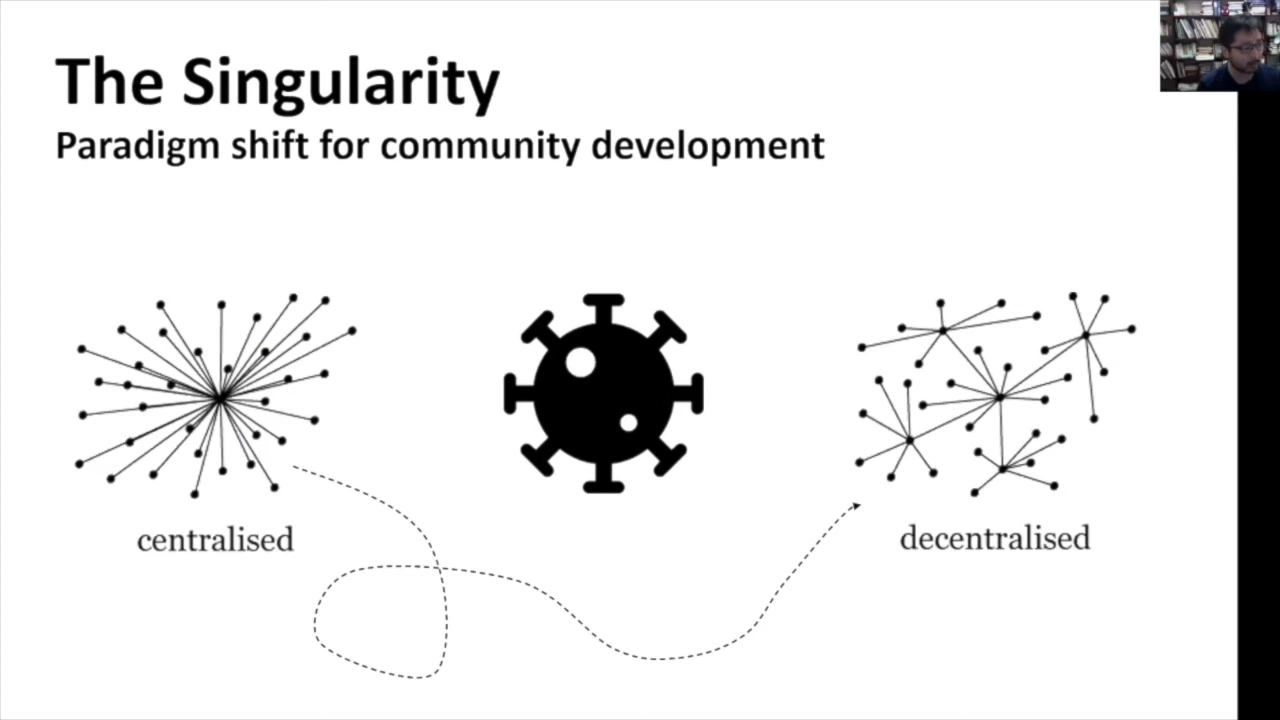 The Singularity
Paradigm shift for community development
centralised
decentralised